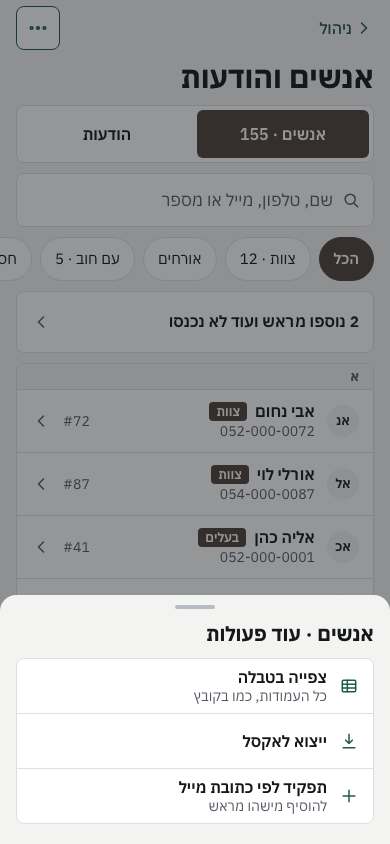 ניהול
אנשים והודעות
אנשים · 155
הודעות
שם, טלפון, מייל או מספר
הכל
צוות · 12
אורחים
עם חוב · 5
חס
2 נוספו מראש ועוד לא נכנסו
א
אנ
אבי נחום
צוות
#72
052-000-0072
אל
אורלי לוי
צוות
#87
054-000-0087
אכ
אליה כהן
בעלים
#41
052-000-0001
אנשים · עוד פעולות
צפייה בטבלה
כל העמודות, כמו בקובץ
ייצוא לאקסל
תפקיד לפי כתובת מייל
להוסיף מישהו מראש